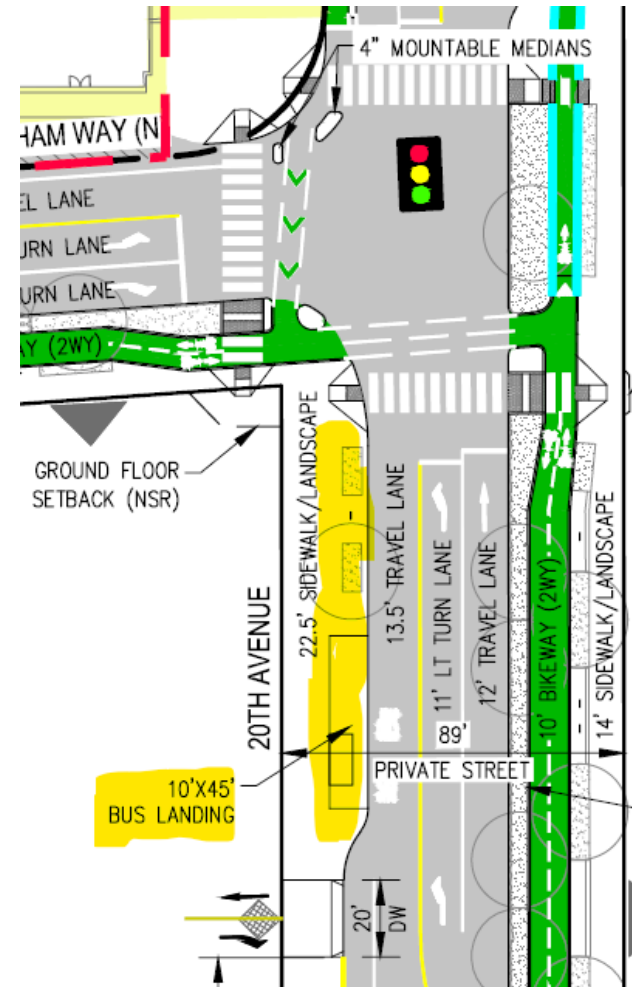 4" MOUNTABLE MEDIANS
HAM WAY (N
EL LANE
URN LANE
URN LANE
AY (2WY)
GROUND FLOOR
SETBACK (NSR)
20TH AVENUE
22.5' SIDEWALK/LANDSCAPE
13.5' TRAVEL LANE
11' LT TURN LANE
12' TRAVEL LANE
10' BIKEWAY (2WY)
14' SIDEWALK/LANDSCAPE
89'
PRIVATE STREET
10'X45'
BUS LANDING
20'
DW